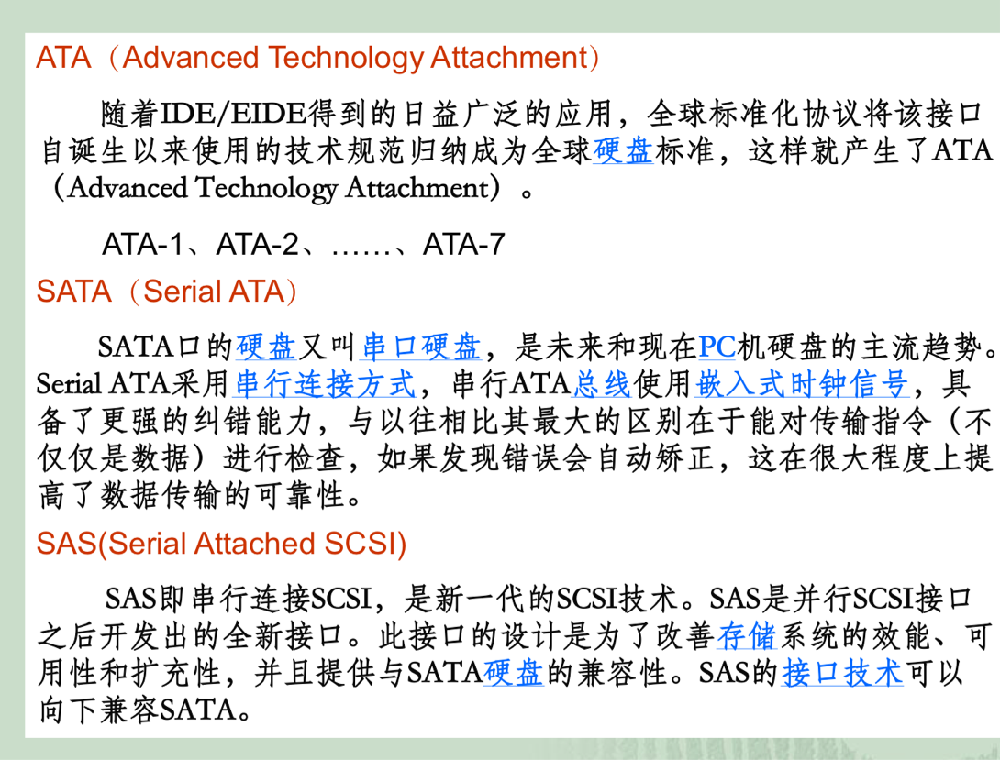 ATA（Advanced Technology Attachment）
随着IDE/EIDE得到的日益广泛的应用，全球标准化协议将该接口
自诞生以来使用的技术规范归纳成为全球硬盘标准，这样就产生了ATA
（Advanced Technology Attachment）。
ATA-1、ATA-2、……、ATA-7
SATA（Serial ATA）
SATA口的硬盘又叫串口硬盘，是未来和现在PC机硬盘的主流趋势。
Serial ATA采用串行连接方式，串行ATA总线使用嵌入式时钟信号，具
备了更强的纠错能力，与以往相比其最大的区别在于能对传输指令（不
仅仅是数据）进行检查，如果发现错误会自动矫正，这在很大程度上提
高了数据传输的可靠性。
SAS(Serial Attached SCSI)
SAS即串行连接SCSI，是新一代的SCSI技术。SAS是并行SCSI接口
之后开发出的全新接口。此接口的设计是为了改善存储系统的效能、可
用性和扩充性，并且提供与SATA硬盘的兼容性。SAS的接口技术可以
向下兼容SATA。